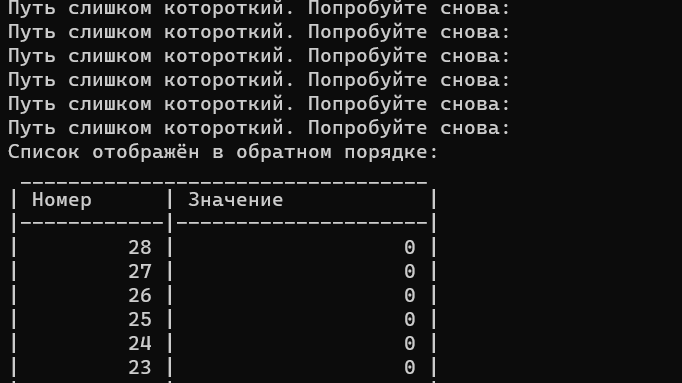 Путь слишком котороткий. Попробуйте снова:
Путь слишком котороткий. Попробуйте снова:
Путь слишком котороткий. Попробуйте снова:
Путь слишком котороткий. Попробуйте снова:
Путь слишком котороткий. Попробуйте снова:
Путь слишком котороткий. Попробуйте снова:
Список отображён в обратном порядке:
| Номер | Значение |
| 28 | 0 |
| 27 | 0 |
| 26 | 0 |
| 25 | 0 |
| 24 | 0 |
| 23 | 0 |